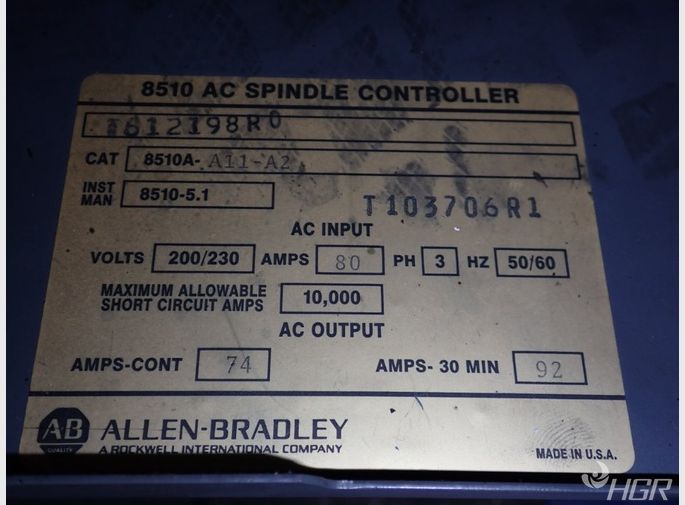 8510 AC SPINDLE CONTROLLER
T612198R0
CAT 8510A- A11-A2
INST MAN 8510-5.1
T103706R1
AC INPUT
VOLTS 200/230 AMPS 80 PH 3 HZ 50/60
MAXIMUM ALLOWABLE SHORT CIRCUIT AMPS 10,000
AC OUTPUT
AMPS-CONT 74 AMPS- 30 MIN 92
AB QUALITY ALLEN-BRADLEY
A ROCKWELL INTERNATIONAL COMPANY
MADE IN U.S.A.
HGR